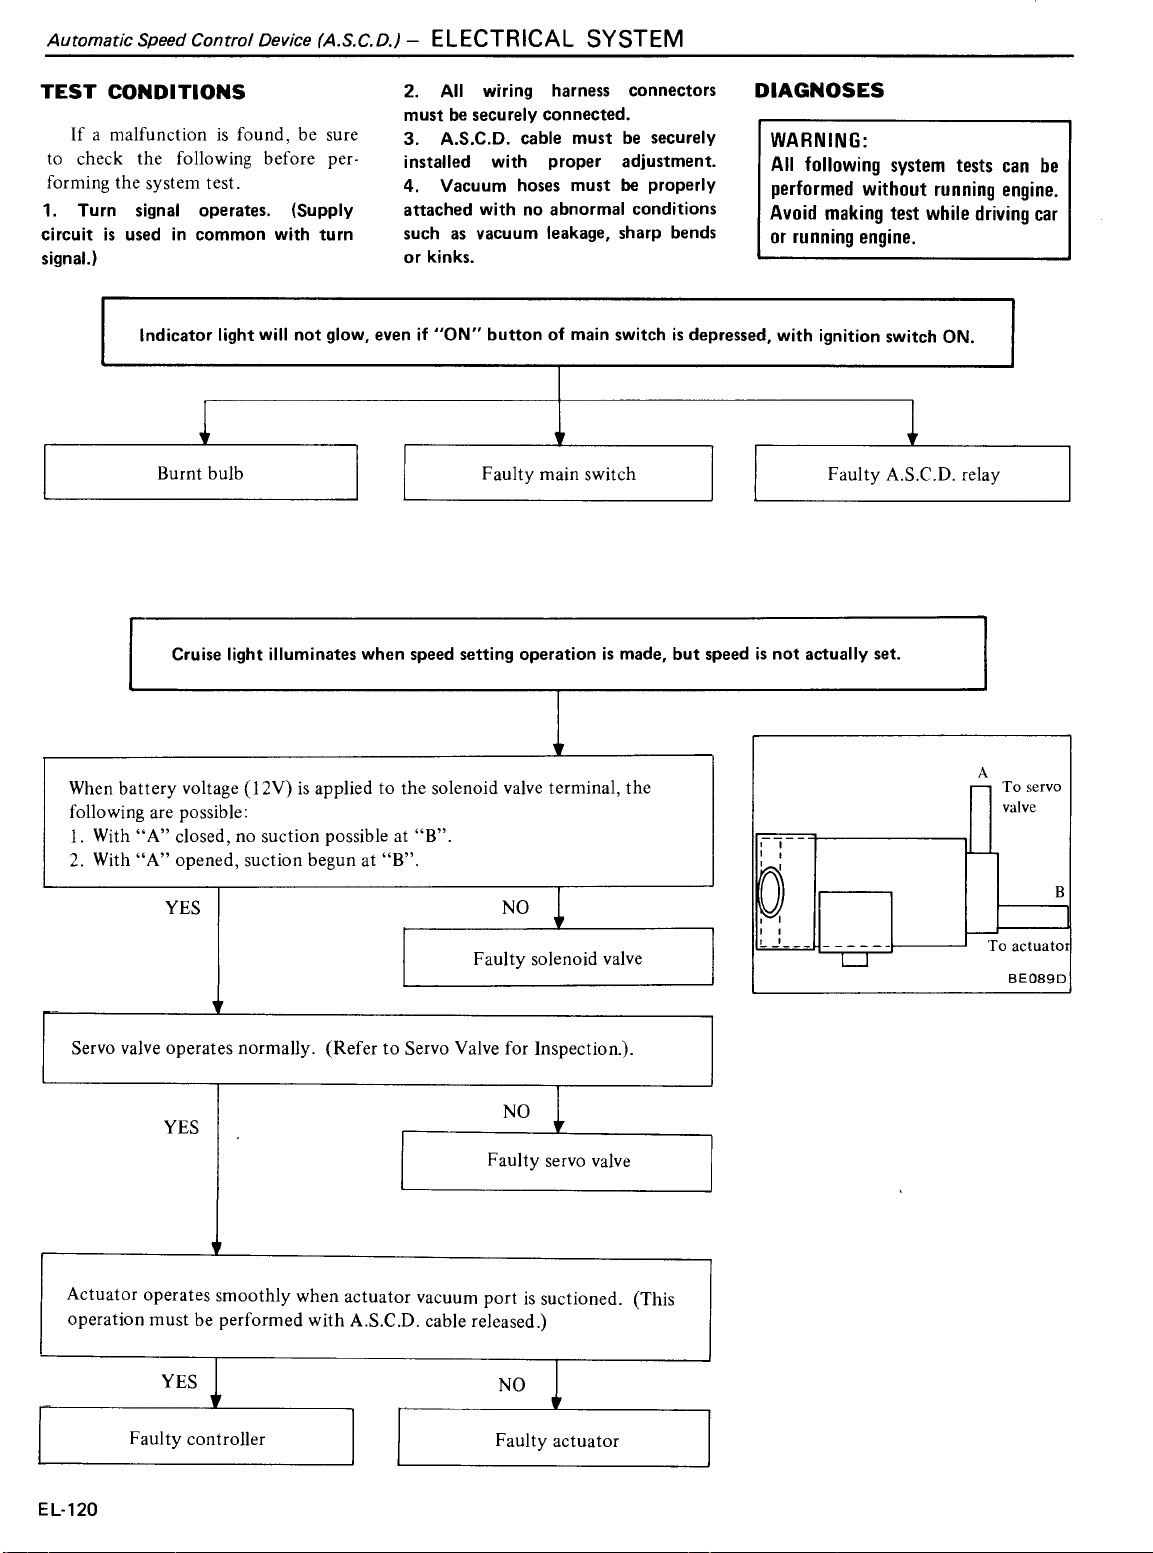 Automatic Speed Control Device (A.S.C.D.) – ELECTRICAL SYSTEM
TEST CONDITIONS
If a malfunction is found, be sure
to check the following before per-
forming the system test.
1. Turn signal operates. (Supply
circuit is used in common with turn
signal.)
2. All wiring harness connectors
must be securely connected.
3. A.S.C.D. cable must be securely
installed with proper adjustment.
4. Vacuum hoses must be properly
attached with no abnormal conditions
such as vacuum leakage, sharp bends
or kinks.
DIAGNOSES
WARNING:
All following system tests can be
performed without running engine.
Avoid making test while driving car
or running engine.
Indicator light will not glow, even if "ON" button of main switch is depressed, with ignition switch ON.
Burnt bulb
Faulty main switch
Faulty A.S.C.D. relay
Cruise light illuminates when speed setting operation is made, but speed is not actually set.
When battery voltage (12V) is applied to the solenoid valve terminal, the
following are possible:
1. With "A" closed, no suction possible at "B".
2. With "A" opened, suction begun at "B".
A
To servo
valve
B
To actuator
BE089D
YES
NO
Faulty solenoid valve
Servo valve operates normally. (Refer to Servo Valve for Inspection.).
YES
NO
Faulty servo valve
Actuator operates smoothly when actuator vacuum port is suctioned. (This
operation must be performed with A.S.C.D. cable released.)
YES
NO
Faulty controller
Faulty actuator
EL-120